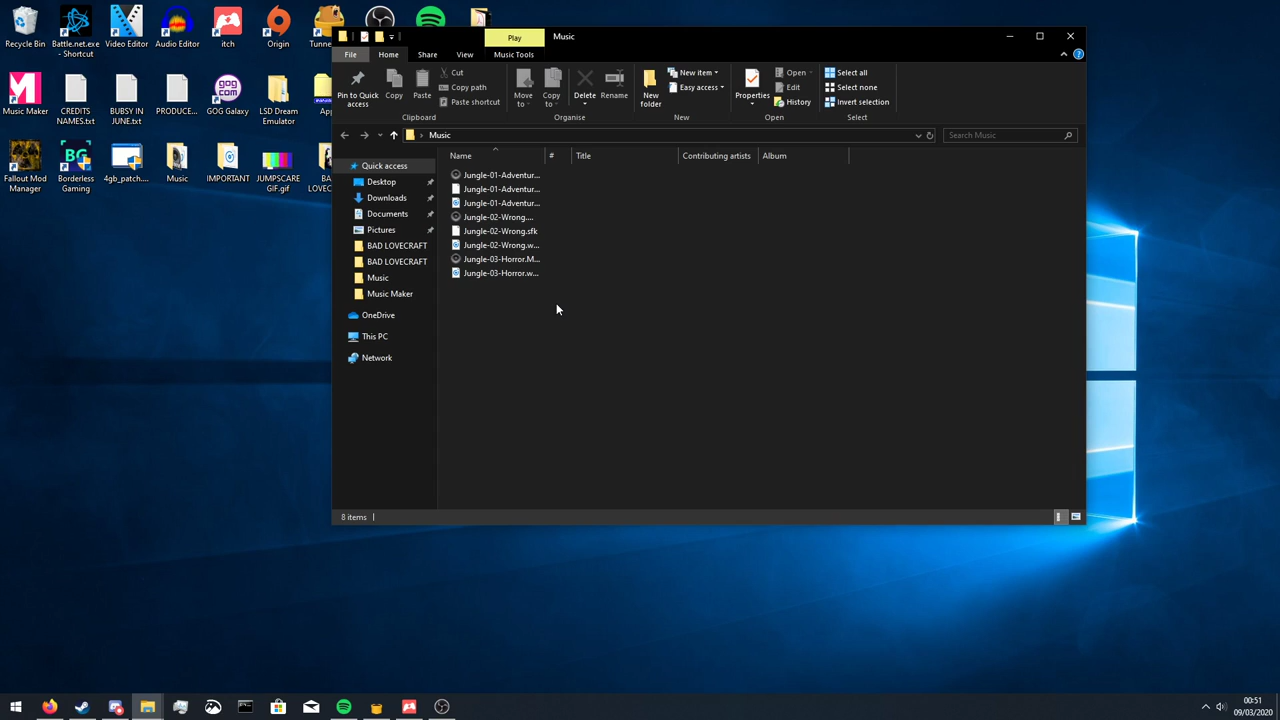 Recycle Bin
Battle.net.exe - Shortcut
Video Editor
Audio Editor
itch
Origin
Music Maker
CREDITS NAMES.txt
BUBSY IN JUNE.txt
PRODUCE...
GOG Galaxy
LSD Dream Emulator
Fallout Mod Manager
Borderless Gaming
4gb_patch....
Music
IMPORTANT
JUMPSCARE GIF.gif
Play
Music
File
Home
Share
View
Music Tools
Pin to Quick access
Copy
Paste
Cut
Copy path
Paste shortcut
Clipboard
Move to
Copy to
Delete
Rename
Organise
New folder
New item
Easy access
New
Properties
Open
Edit
History
Open
Select all
Select none
Invert selection
Select
Music
Search Music
Name
#
Title
Contributing artists
Album
Quick access
Desktop
Downloads
Documents
Pictures
BAD LOVECRAFT
BAD LOVECRAFT
Music
Music Maker
OneDrive
This PC
Network
Jungle-01-Adventur...
Jungle-01-Adventur...
Jungle-01-Adventur...
Jungle-02-Wrong....
Jungle-02-Wrong.sfk
Jungle-02-Wrong.w...
Jungle-03-Horror.M...
Jungle-03-Horror.w...
8 items
00:51
09/03/2020